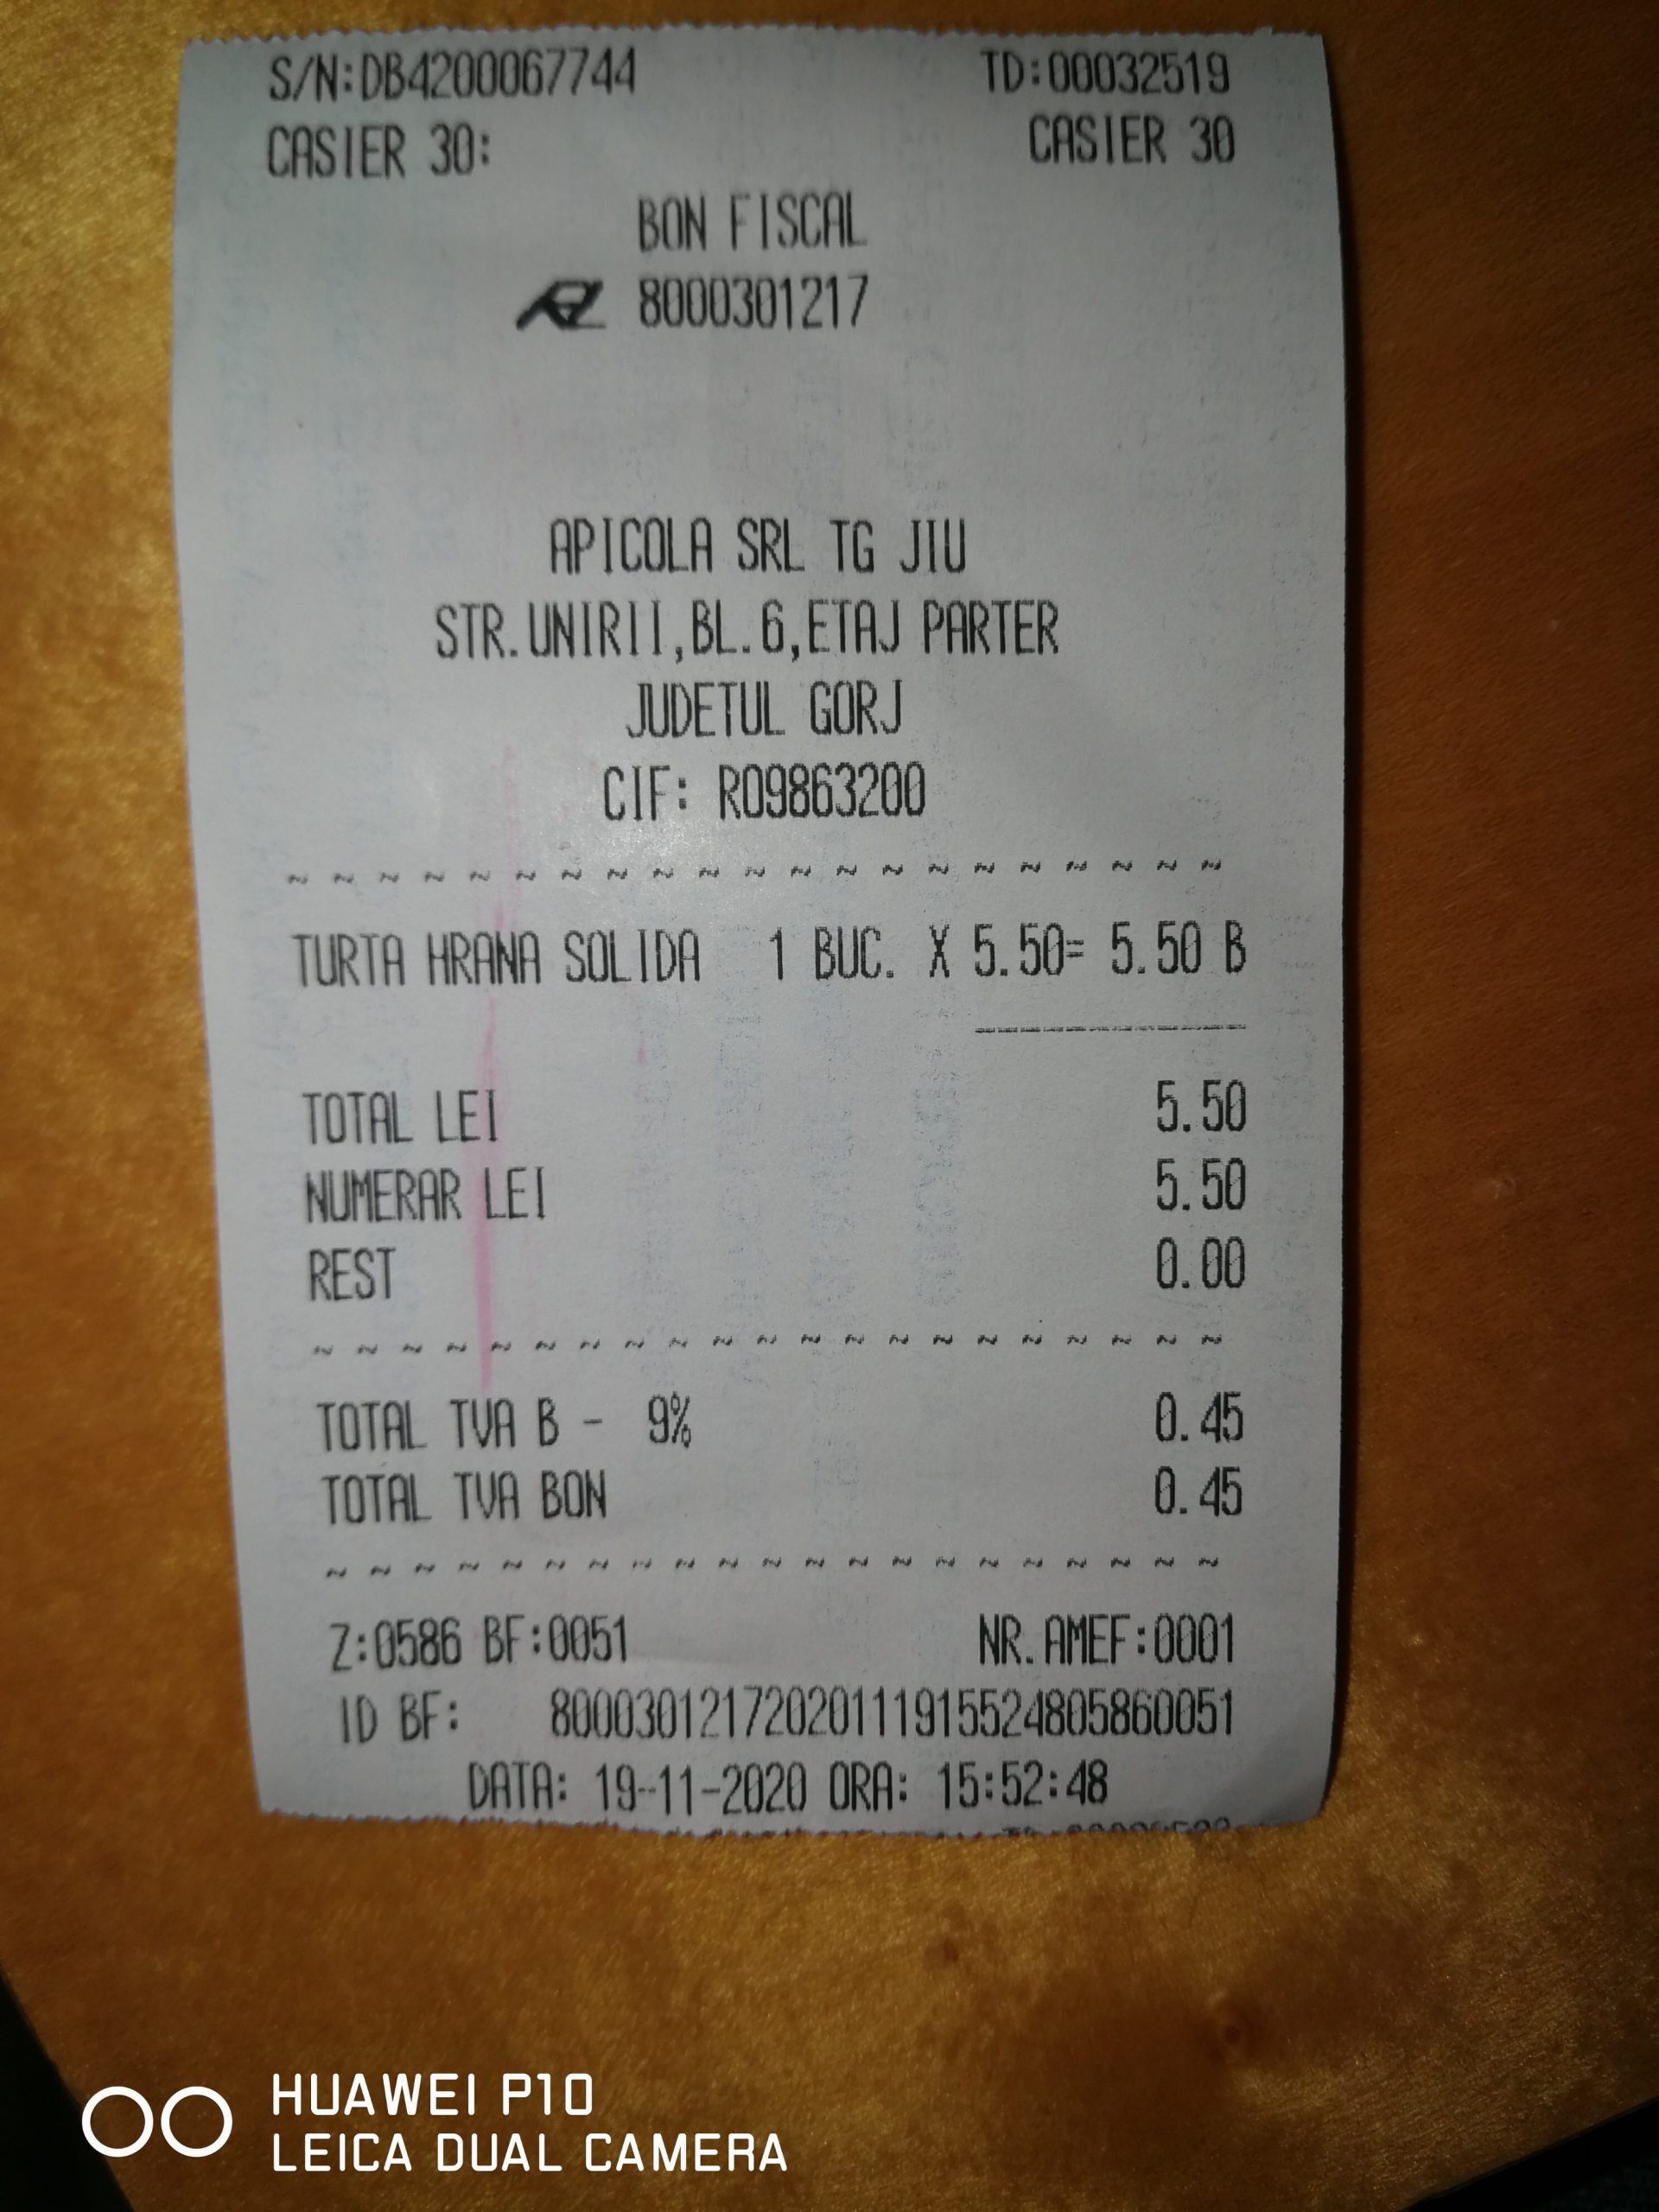 S/N:DB4200067744 TD:00032519
CASIER 30: CASIER 30
BON FISCAL
8000301217
APICOLA SRL TG JIU
STR.UNIRII,BL.6,ETAJ PARTER
JUDETUL GORJ
CIF: RO9863200
~ ~ ~ ~ ~ ~ ~ ~ ~ ~ ~ ~ ~ ~ ~ ~ ~ ~ ~ ~ ~
TURTA HRANA SOLIDA 1 BUC. X 5.50= 5.50 B
------------
TOTAL LEI 5.50
NUMERAR LEI 5.50
REST 0.00
~ ~ ~ ~ ~ ~ ~ ~ ~ ~ ~ ~ ~ ~ ~ ~ ~ ~ ~ ~ ~
TOTAL TVA B - 9% 0.45
TOTAL TVA BON 0.45
~ ~ ~ ~ ~ ~ ~ ~ ~ ~ ~ ~ ~ ~ ~ ~ ~ ~ ~ ~ ~
Z:0586 BF:0051 NR.AMEF:0001
ID BF: 80003012172020111915524805860051
DATA: 19-11-2020 ORA: 15:52:48
HUAWEI P10
LEICA DUAL CAMERA